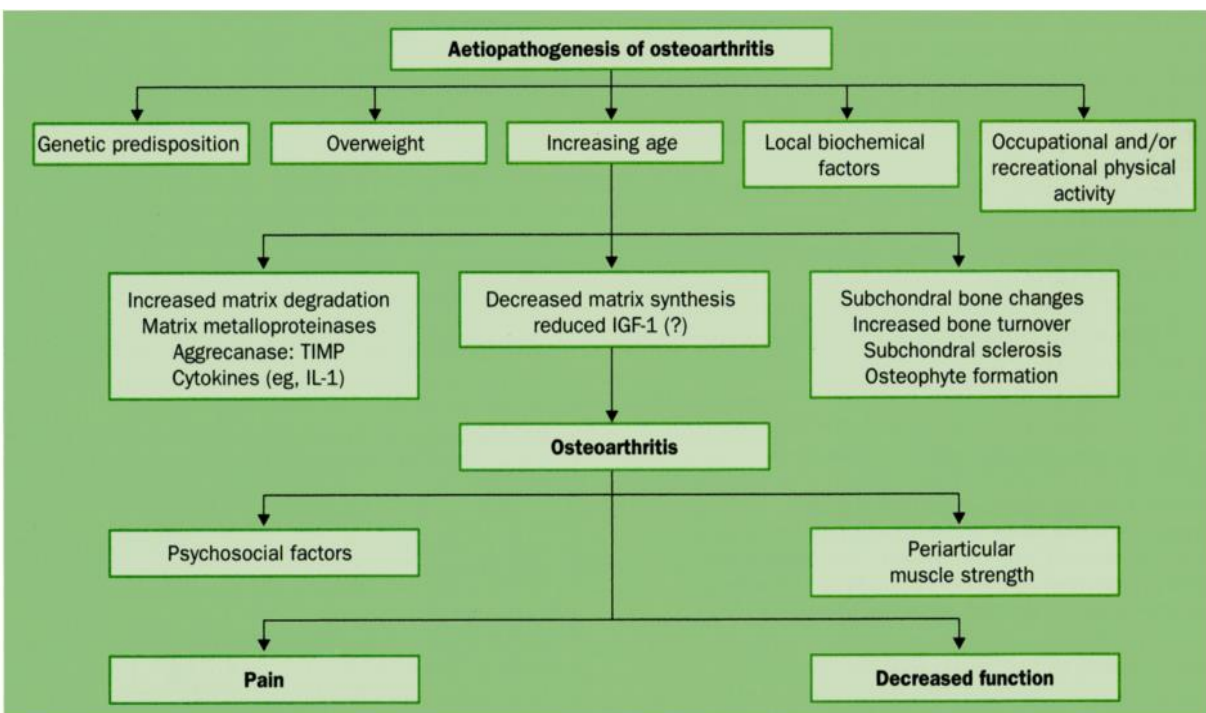 Aetiopathogenesis of osteoarthritis
Genetic predisposition
Overweight
Increasing age
Local biochemical
factors
Occupational and/or
recreational physical
activity
Increased matrix degradation
Matrix metalloproteinases
Aggrecanase: TIMP
Cytokines (eg, IL-1)
Decreased matrix synthesis
reduced IGF-1 (?)
Subchondral bone changes
Increased bone turnover
Subchondral sclerosis
Osteophyte formation
Osteoarthritis
Psychosocial factors
Periarticular
muscle strength
Pain
Decreased function